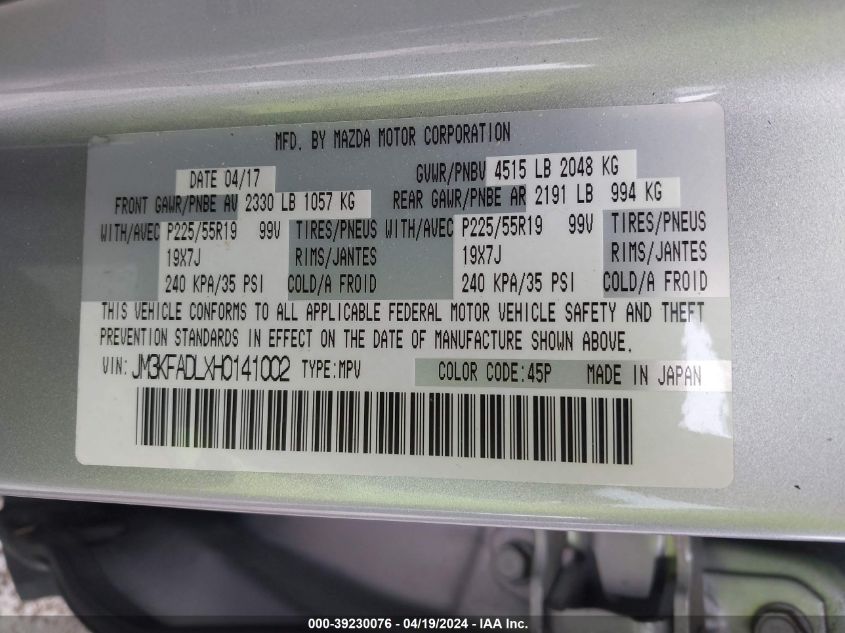 MFD. BY MAZDA MOTOR CORPORATION
DATE 04/17 GVWR/PNBV 4515 LB 2048 KG
FRONT GAWR/PNBE AV 2330 LB 1057 KG REAR GAWR/PNBE AR 2191 LB 994 KG
WITH/AVEC P225/55R19 99V TIRES/PNEUS WITH/AVEC P225/55R19 99V TIRES/PNEUS
19X7J RIMS/JANTES 19X7J RIMS/JANTES
240 KPA/35 PSI COLD/A FROID 240 KPA/35 PSI COLD/A FROID
THIS VEHICLE CONFORMS TO ALL APPLICABLE FEDERAL MOTOR VEHICLE SAFETY AND THEFT
PREVENTION STANDARDS IN EFFECT ON THE DATE OF MANUFACTURE SHOWN ABOVE.
VIN: JM3KFADLXH0141002 TYPE:MPV COLOR CODE:45P MADE IN JAPAN
000-39230076 - 04/19/2024 - IAA Inc.